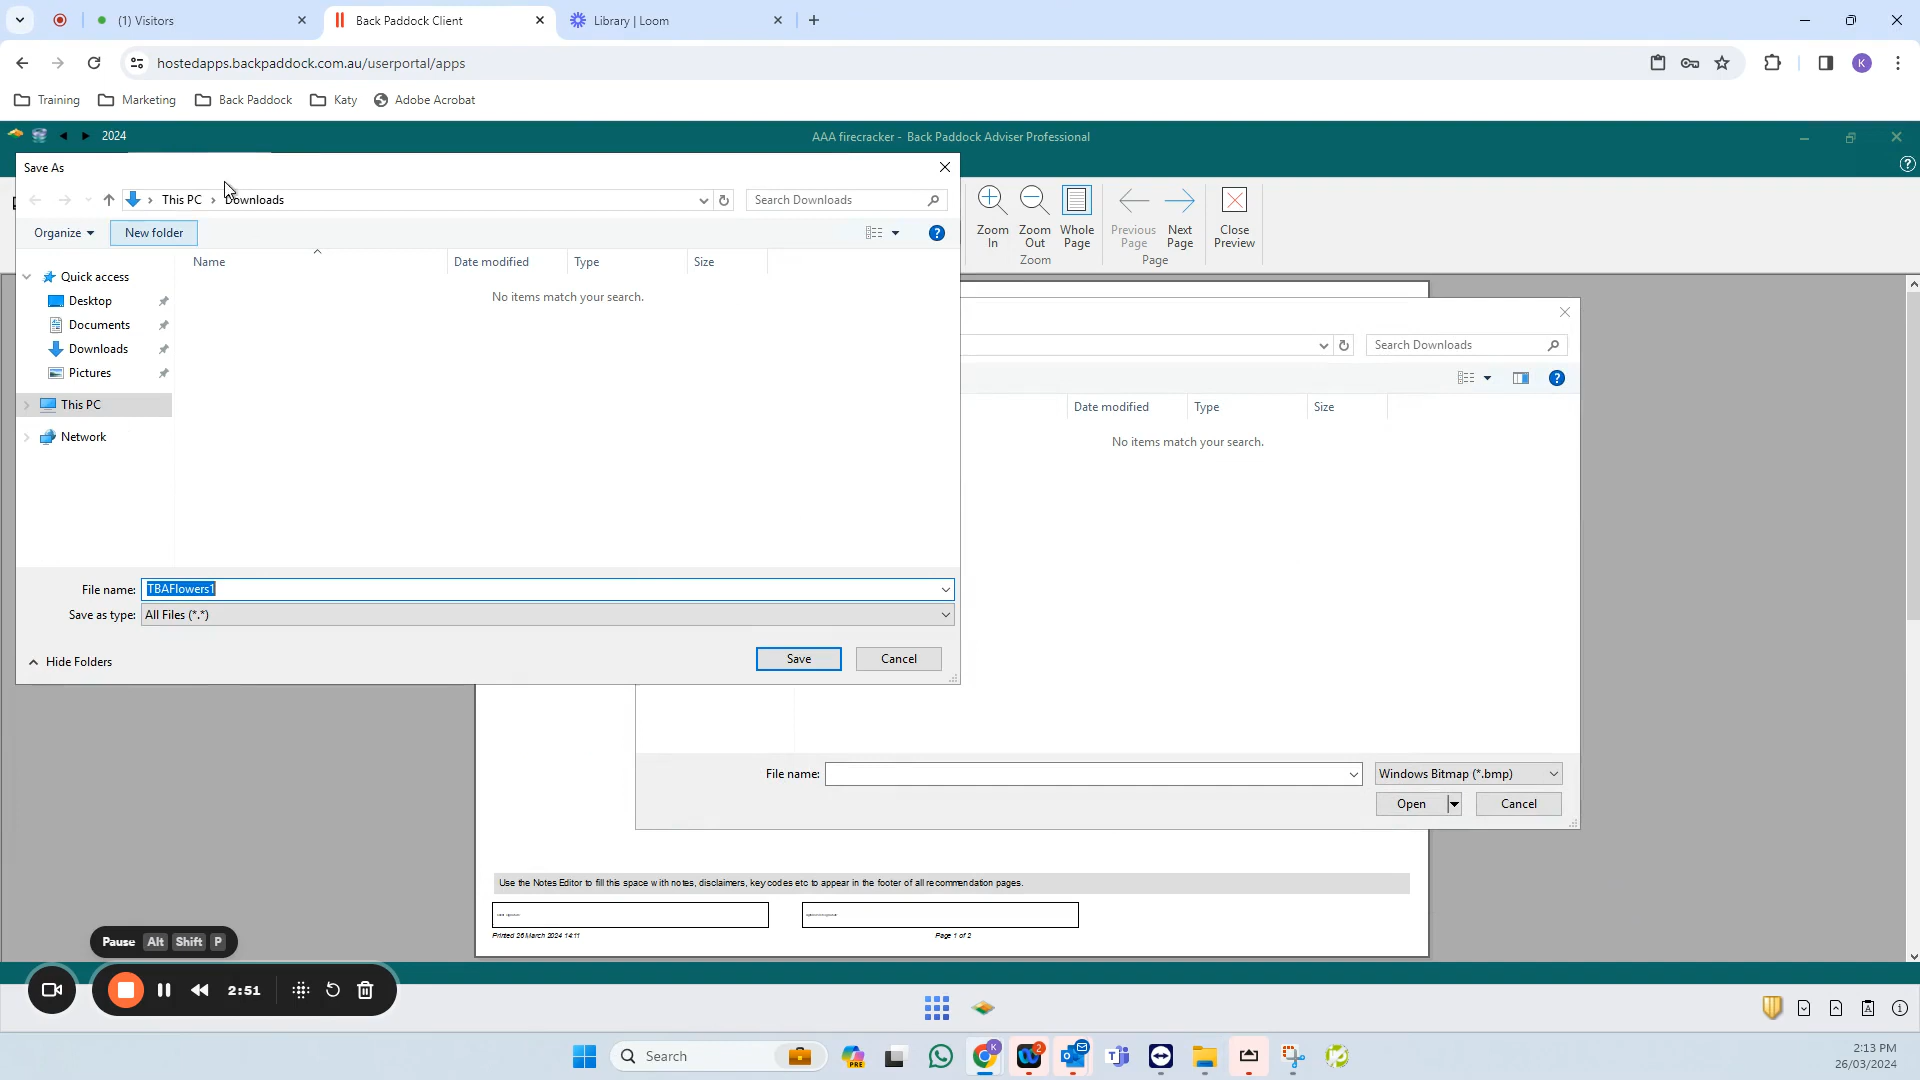 (1) Visitors
Back Paddock Client
Library | Loom
hostedapps.backpaddock.com.au/userportal/apps
K
Training
Marketing
Back Paddock
Katy
Adobe Acrobat
2024
AAA firecracker - Back Paddock Adviser Professional
Save As
This PC > Downloads
Search Downloads
Zoom In
Zoom Out
Whole Page
Previous Page
Next Page
Close Preview
Zoom
Page
Organize
New folder
Name
Date modified
Type
Size
No items match your search.
Quick access
Desktop
Documents
Downloads
Pictures
This PC
Network
Search Downloads
Date modified
Type
Size
No items match your search.
File name:
TBAFlowers1
Save as type:
All Files (*.*)
Hide Folders
Save
Cancel
File name:
Windows Bitmap (*.bmp)
Open
Cancel
Use the Notes Editor to fill this space with notes, disclaimers, key codes etc to appear in the footer of all recommendation pages.
Printed 26 March 2024 14:11
Page 1 of 2
Pause Alt Shift P
2:51
Search
PRE
K
2
2:13 PM
26/03/2024